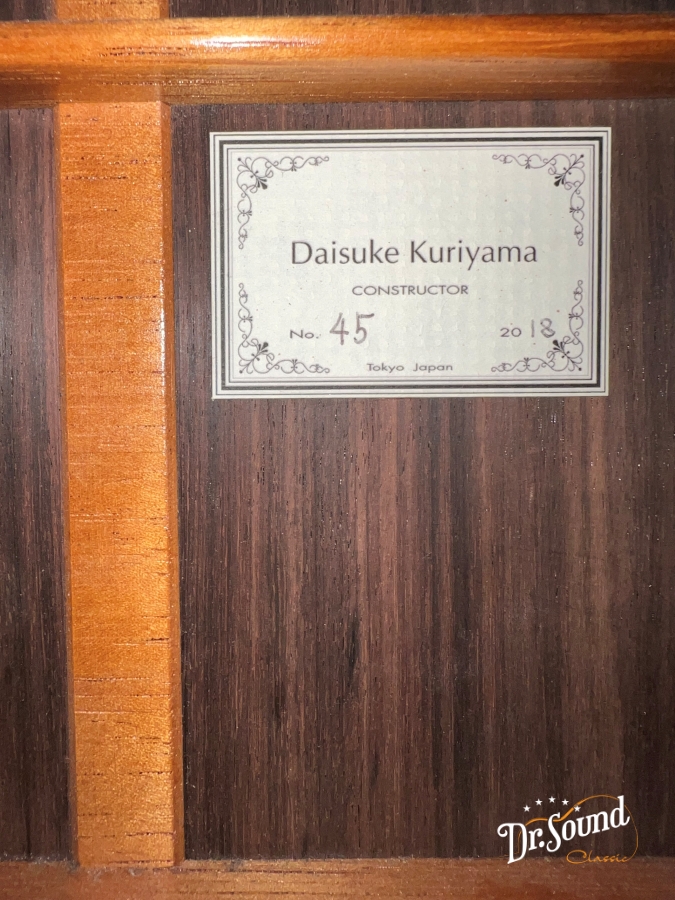 Daisuke Kuriyama
CONSTRUCTOR
No. 45 2018
Tokyo Japan
Dr.Sound
Classic